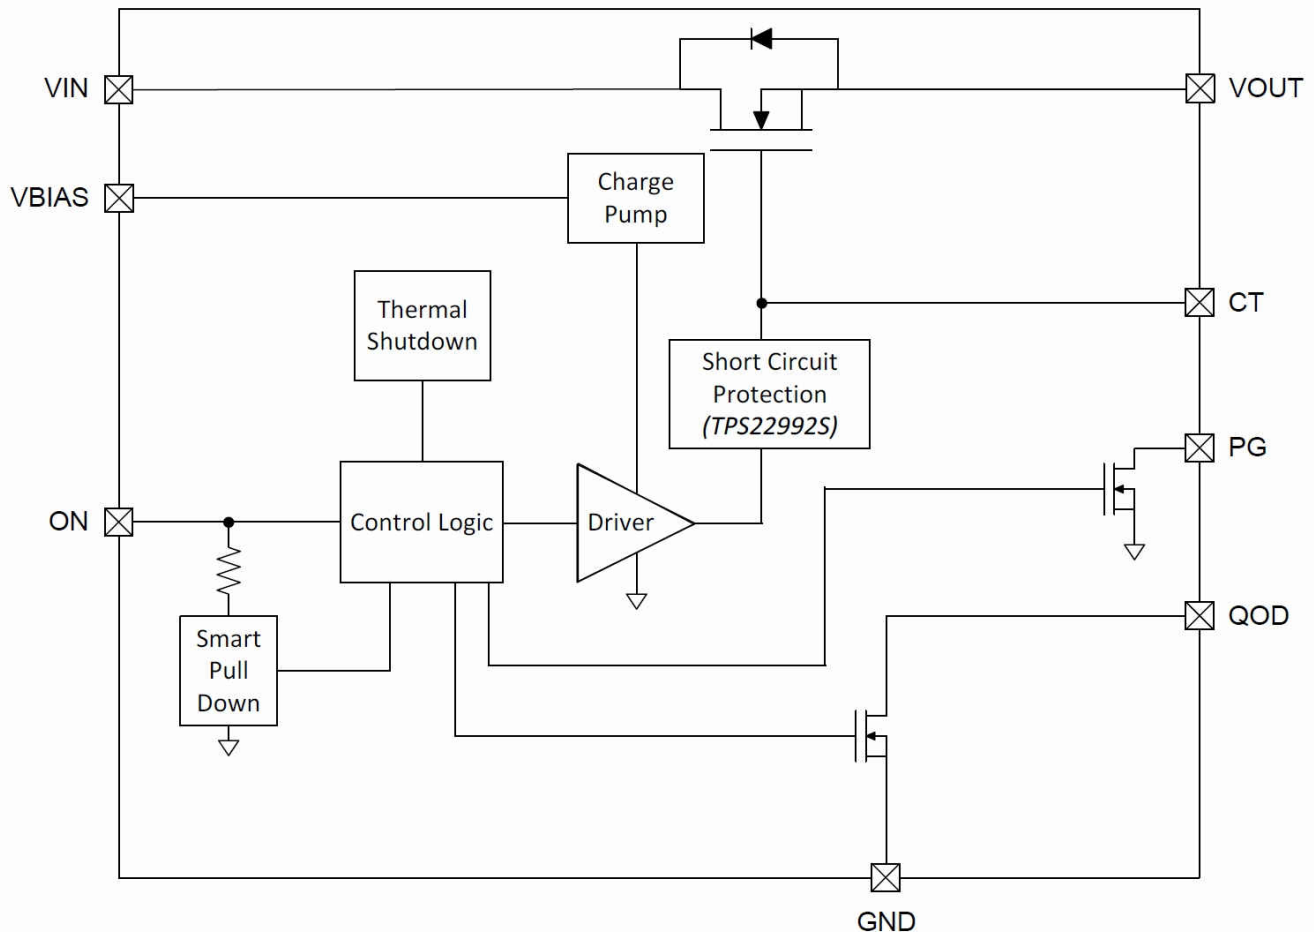 VIN
VOUT
VBIAS
Charge
Pump
Thermal
Shutdown
CT
Short Circuit
Protection
(TPS22992S)
PG
ON
Control Logic
Driver
QOD
Smart
Pull
Down
GND